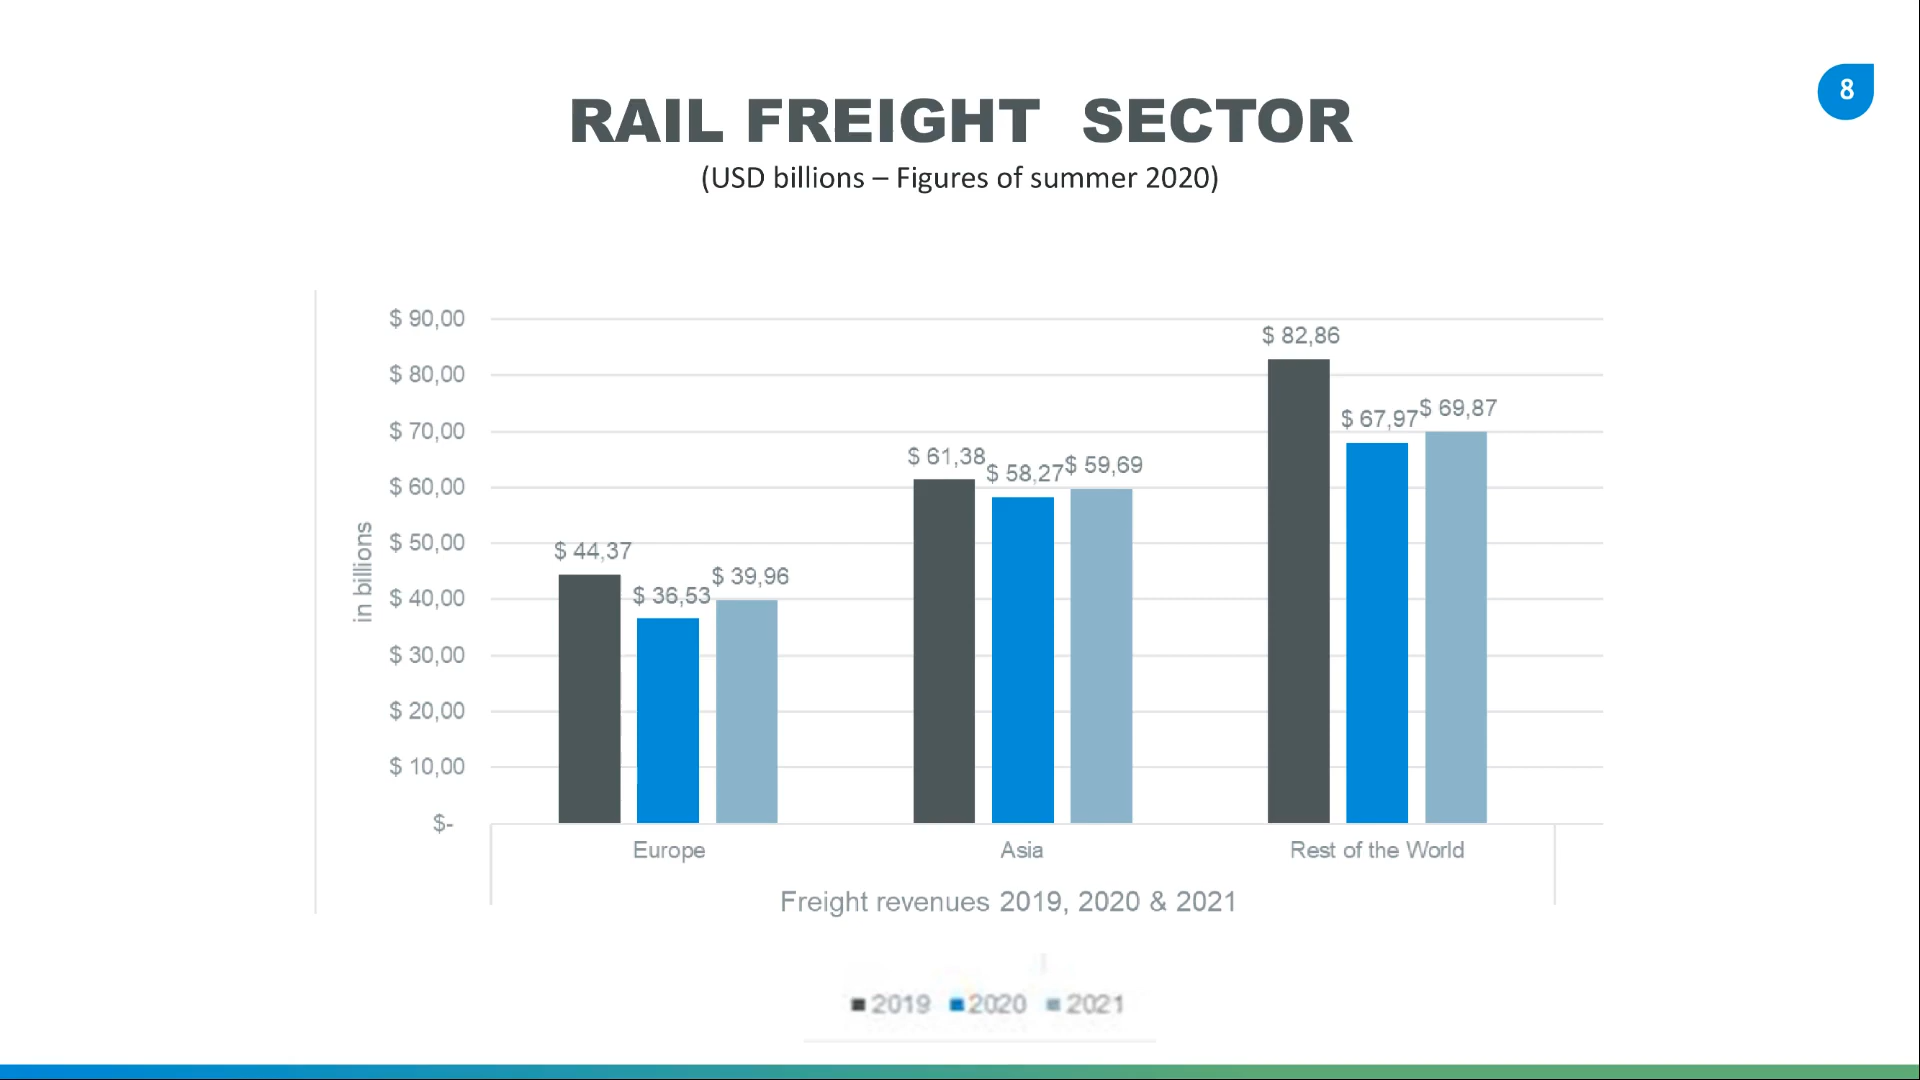 8
RAIL FREIGHT SECTOR
(USD billions – Figures of summer 2020)
$ 90,00
$ 80,00
$ 70,00
$ 60,00
$ 50,00
$ 40,00
$ 30,00
$ 20,00
$ 10,00
$-
in billions
$ 44,37
$ 36,53
$ 39,96
$ 61,38
$ 58,27
$ 59,69
$ 82,86
$ 67,97
$ 69,87
Europe
Asia
Rest of the World
Freight revenues 2019, 2020 & 2021
2019 2020 2021